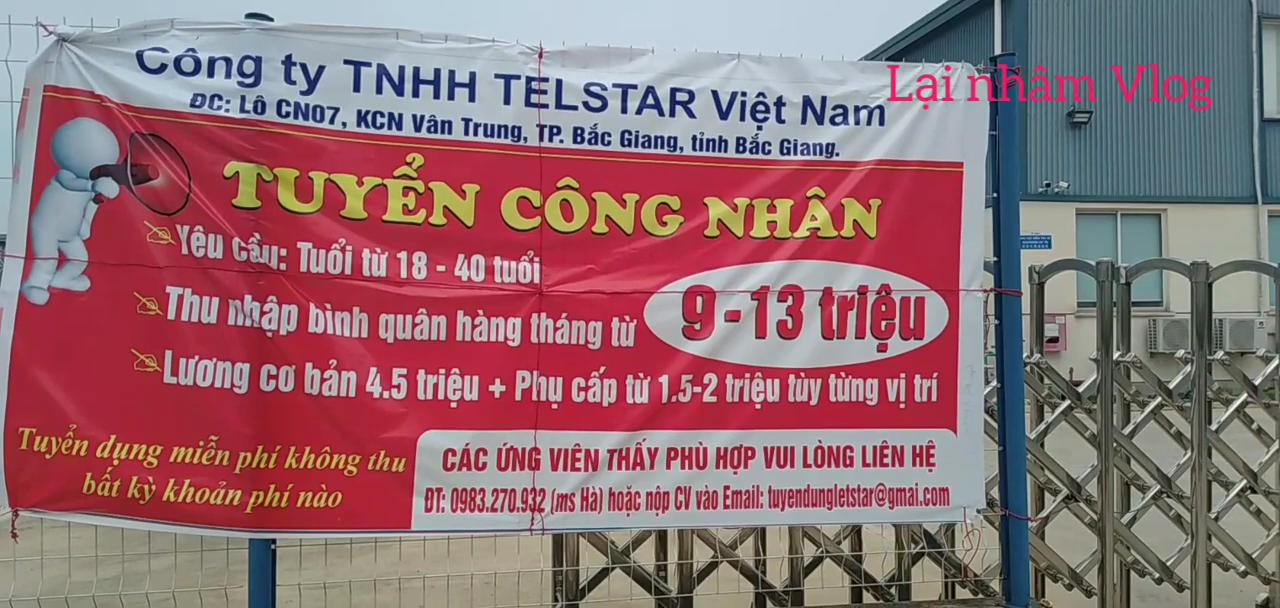 Công ty TNHH TELSTAR Việt Nam
Lại nhâm Vlog
ĐC: Lô CN07, KCN Vân Trung, TP. Bắc Giang, tỉnh Bắc Giang.
TUYỂN CÔNG NHÂN
Yêu cầu: Tuổi từ 18 - 40 tuổi
Thu nhập bình quân hàng tháng từ 9 - 13 triệu
Lương cơ bản 4.5 triệu + Phụ cấp từ 1.5-2 triệu tùy từng vị trí
Tuyển dụng miễn phí không thu
bất kỳ khoản phí nào
CÁC ỨNG VIÊN THẤY PHÙ HỢP VUI LÒNG LIÊN HỆ
ĐT: 0983.270.932 (ms Hà) hoặc nộp CV vào Email: tuyendungletstar@gmai.com